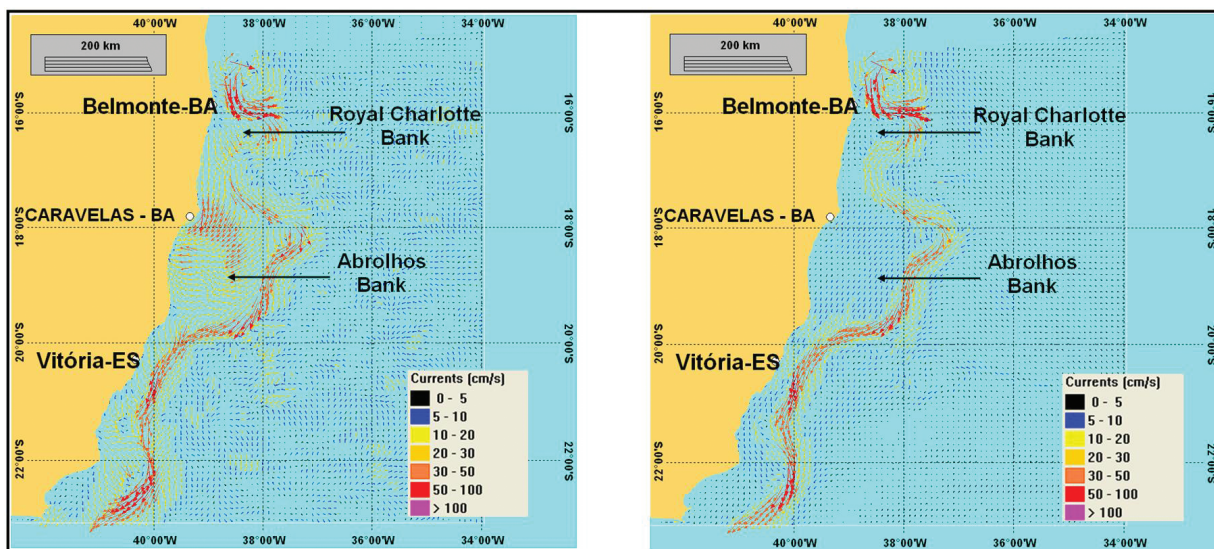 40°00'W 38°00'W 36°00'W 34°00'W
200 km
Belmonte-BA
16°00'S
16°00'S
Royal Charlotte
Bank
CARAVELAS - BA
18°00'S
18°00'S
Abrolhos
Bank
20°00'S
20°00'S
Vitória-ES
Currents (cm/s)
0 - 5
5 - 10
10 - 20
20 - 30
30 - 50
50 - 100
> 100
22°00'S
22°00'S
40°00'W 38°00'W 36°00'W 34°00'W
40°00'W 38°00'W 36°00'W 34°00'W
200 km
Belmonte-BA
16°00'S
16°00'S
Royal Charlotte
Bank
CARAVELAS - BA
18°00'S
18°00'S
Abrolhos
Bank
20°00'S
20°00'S
Vitória-ES
Currents (cm/s)
0 - 5
5 - 10
10 - 20
20 - 30
30 - 50
50 - 100
> 100
22°00'S
22°00'S
40°00'W 38°00'W 36°00'W 34°00'W